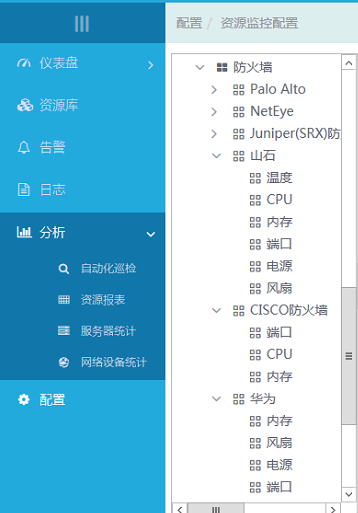 配置 / 资源监控配置
仪表盘
资源库
告警
日志
分析
自动化巡检
资源报表
服务器统计
网络设备统计
配置
防火墙
Palo Alto
NetEye
Juniper(SRX)防
山石
温度
CPU
内存
端口
电源
风扇
CISCO防火墙
端口
CPU
内存
华为
内存
风扇
电源
端口